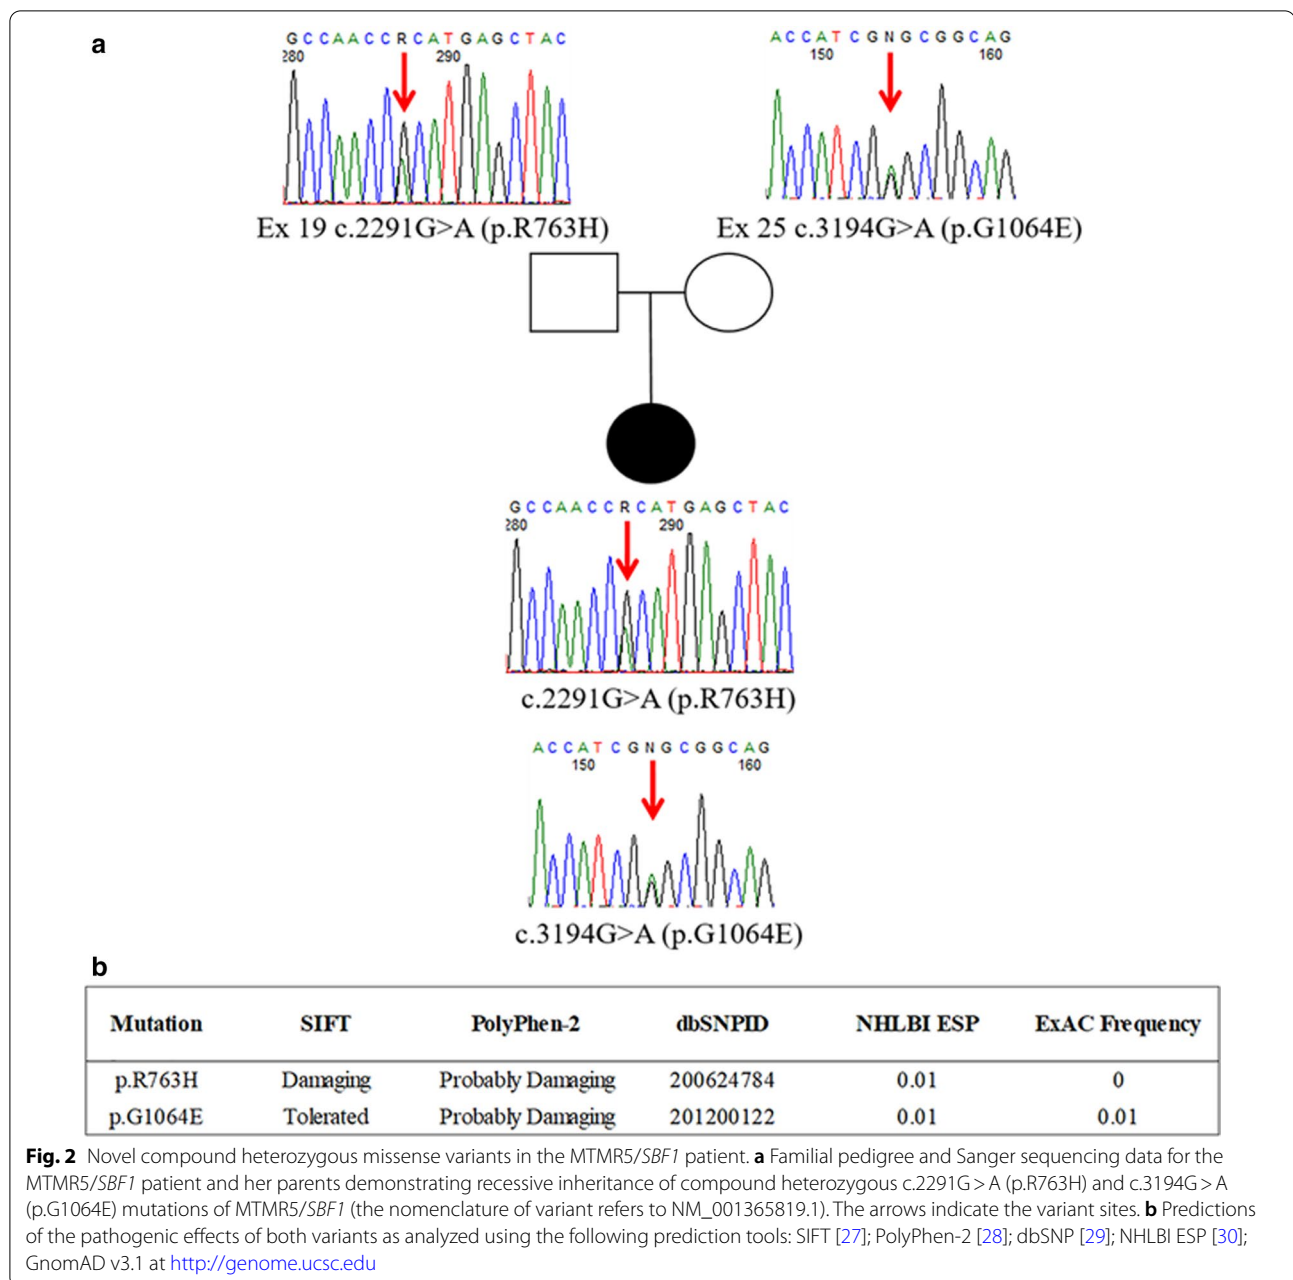 a
G C C A A C C R C A T G A G C T A C
280 290
Ex 19 c.2291G>A (p.R763H)
A C C A T C G N G C G G C A G
150 160
Ex 25 c.3194G>A (p.G1064E)
G C C A A C C R C A T G A G C T A C
280 290
c.2291G>A (p.R763H)
A C C A T C G N G C G G C A G
150 160
c.3194G>A (p.G1064E)
b
Mutation SIFT PolyPhen-2 dbSNPID NHLBI ESP ExAC Frequency
p.R763H Damaging Probably Damaging 200624784 0.01 0
p.G1064E Tolerated Probably Damaging 201200122 0.01 0.01
Fig. 2 Novel compound heterozygous missense variants in the MTMR5/SBF1 patient. a Familial pedigree and Sanger sequencing data for the
MTMR5/SBF1 patient and her parents demonstrating recessive inheritance of compound heterozygous c.2291G > A (p.R763H) and c.3194G > A
(p.G1064E) mutations of MTMR5/SBF1 (the nomenclature of variant refers to NM_001365819.1). The arrows indicate the variant sites. b Predictions
of the pathogenic effects of both variants as analyzed using the following prediction tools: SIFT [27]; PolyPhen-2 [28]; dbSNP [29]; NHLBI ESP [30];
GnomAD v3.1 at http://genome.ucsc.edu